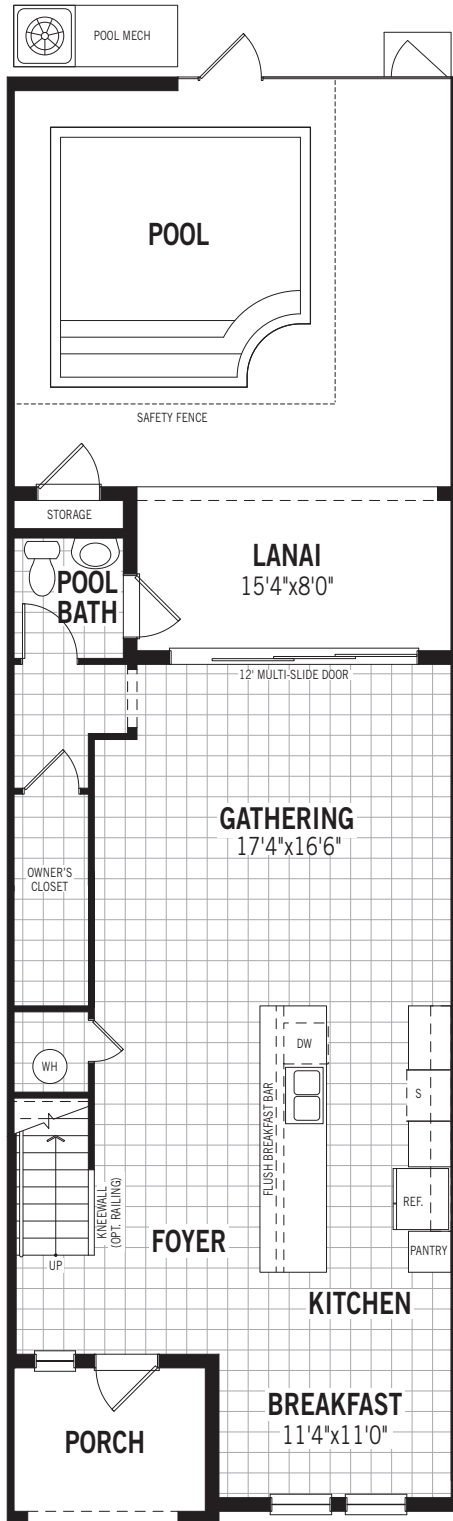 POOL MECH
POOL
SAFETY FENCE
STORAGE
POOL
BATH
LANAI
15'4"x8'0"
12' MULTI-SLIDE DOOR
GATHERING
17'4"x16'6"
OWNER'S
CLOSET
WH
DW
FLUSH BREAKFAST BAR
S
REF.
PANTRY
KNEEWALL
(OPT. RAILING)
UP
FOYER
KITCHEN
BREAKFAST
11'4"x11'0"
PORCH